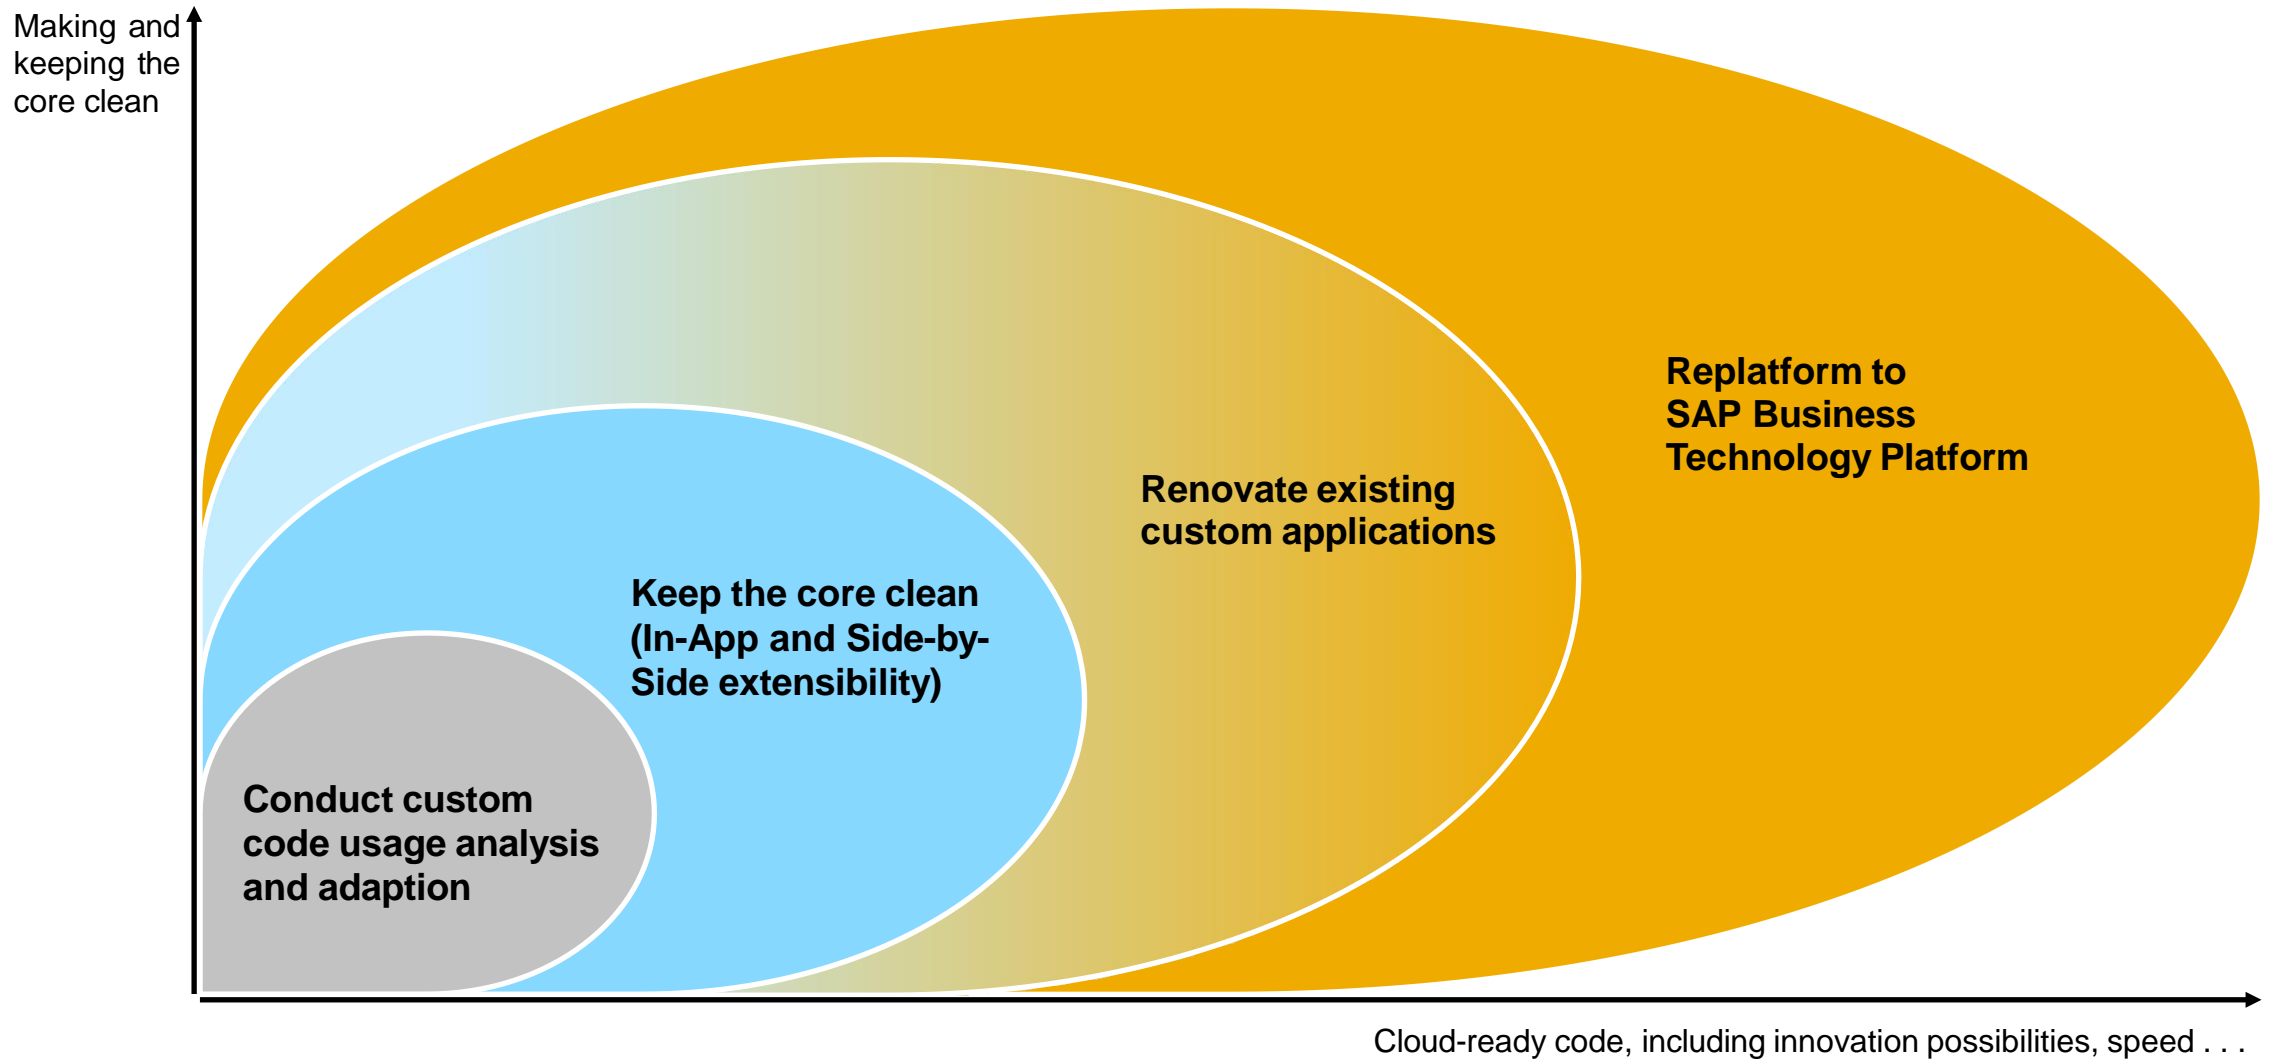 Making and
keeping the
core clean
Replatform to
SAP Business
Technology Platform
Renovate existing
custom applications
Keep the core clean
(In-App and Side-by-
Side extensibility)
Conduct custom
code usage analysis
and adaption
Cloud-ready code, including innovation possibilities, speed . . .